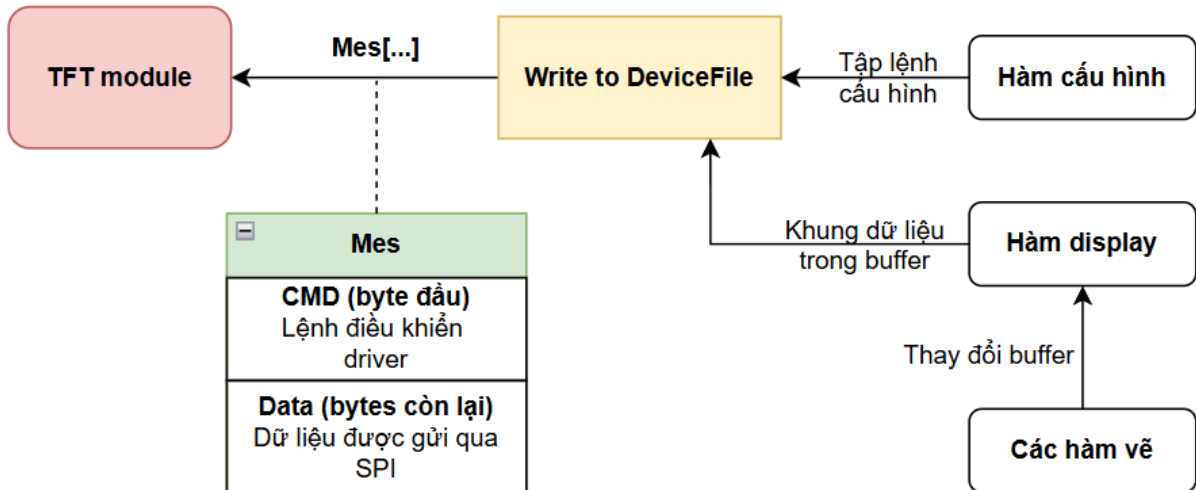 Mes[...]
TFT module
Write to DeviceFile
Tập lệnh
cấu hình
Hàm cấu hình
Mes
CMD (byte đầu)
Lệnh điều khiển
driver
Data (bytes còn lại)
Dữ liệu được gửi qua
SPI
Khung dữ liệu
trong buffer
Hàm display
Thay đổi buffer
Các hàm vẽ